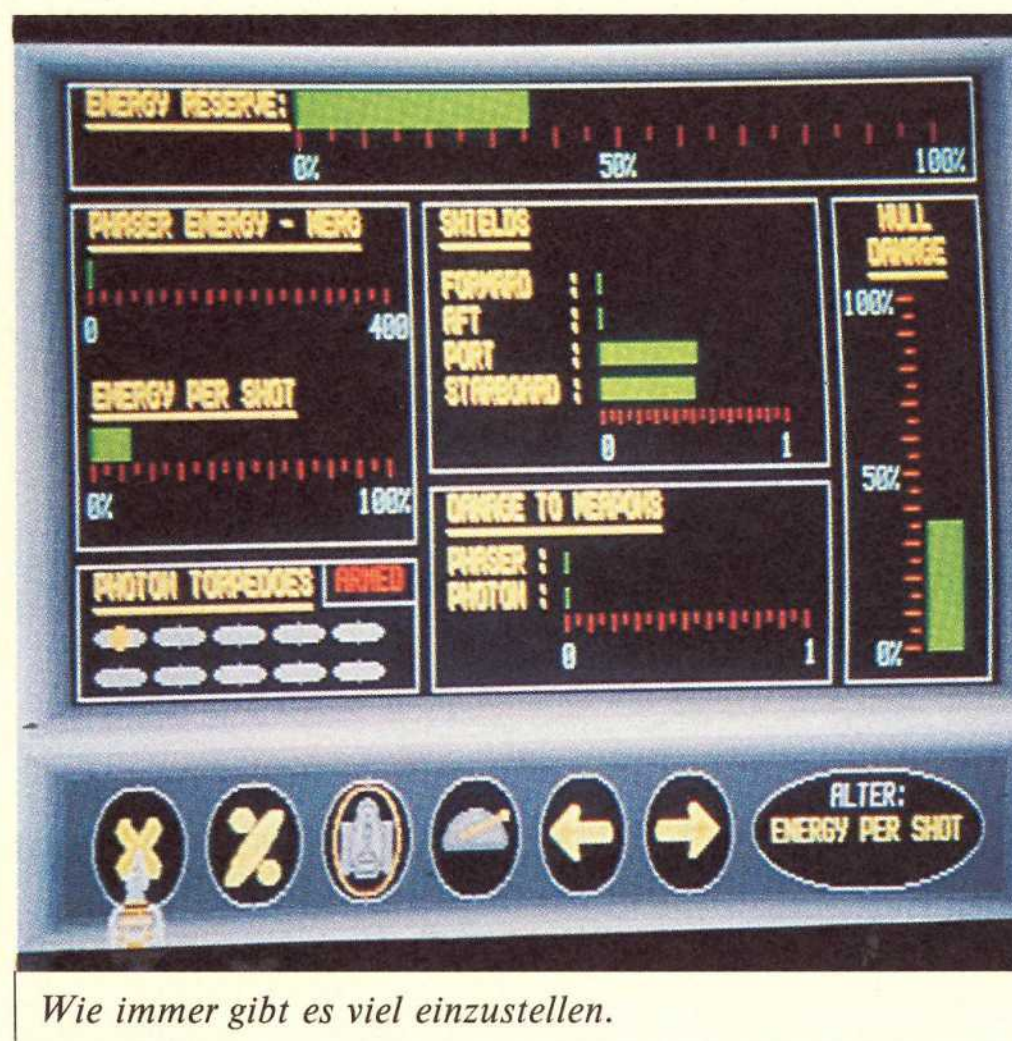 ENERGY RESERVE:
0% 50% 100%
PHASER ENERGY - MERG
0 400
ENERGY PER SHOT
0% 100%
PHOTON TORPEDOES ARMED
SHIELDS
FORWARD :
AFT :
PORT :
STARBOARD :
0 1
DAMAGE TO WEAPONS
PHASER :
PHOTON :
0 1
HULL
DAMAGE
100%
50%
0%
ALTER:
ENERGY PER SHOT
Wie immer gibt es viel einzustellen.